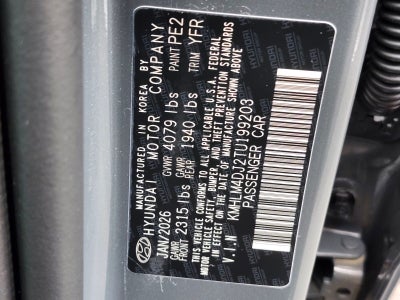 MANUFACTURED IN KOREA BY
HYUNDAI MOTOR COMPANY
JAN/2026 GVWR 4079 lbs PAINT PE2
GAWR FRONT 2315 lbs GAWR REAR 1940 lbs TRIM YFR
THIS VEHICLE CONFORMS TO ALL APPLICABLE U.S.A. FEDERAL
MOTOR VEHICLE SAFETY, BUMPER, AND THEFT PREVENTION STANDARDS
IN EFFECT ON THE DATE OF MANUFACTURE SHOWN ABOVE
V.I.N KMHLM4DJ2TU199203
PASSENGER CAR